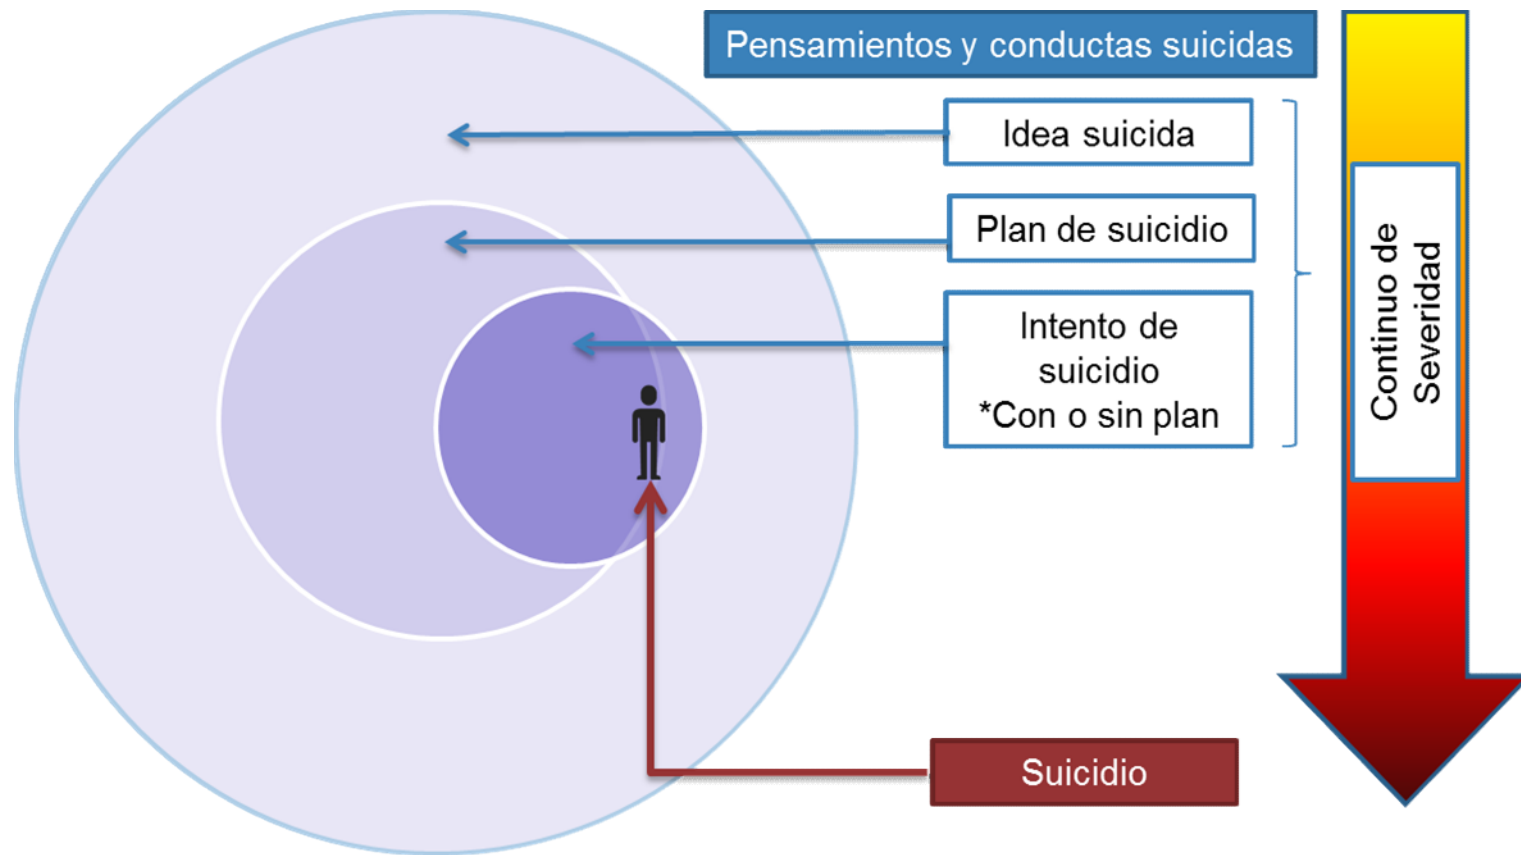 Pensamientos y conductas suicidas
Idea suicida
Plan de suicidio
Intento de
suicidio
*Con o sin plan
Continuo de
Severidad
Suicidio